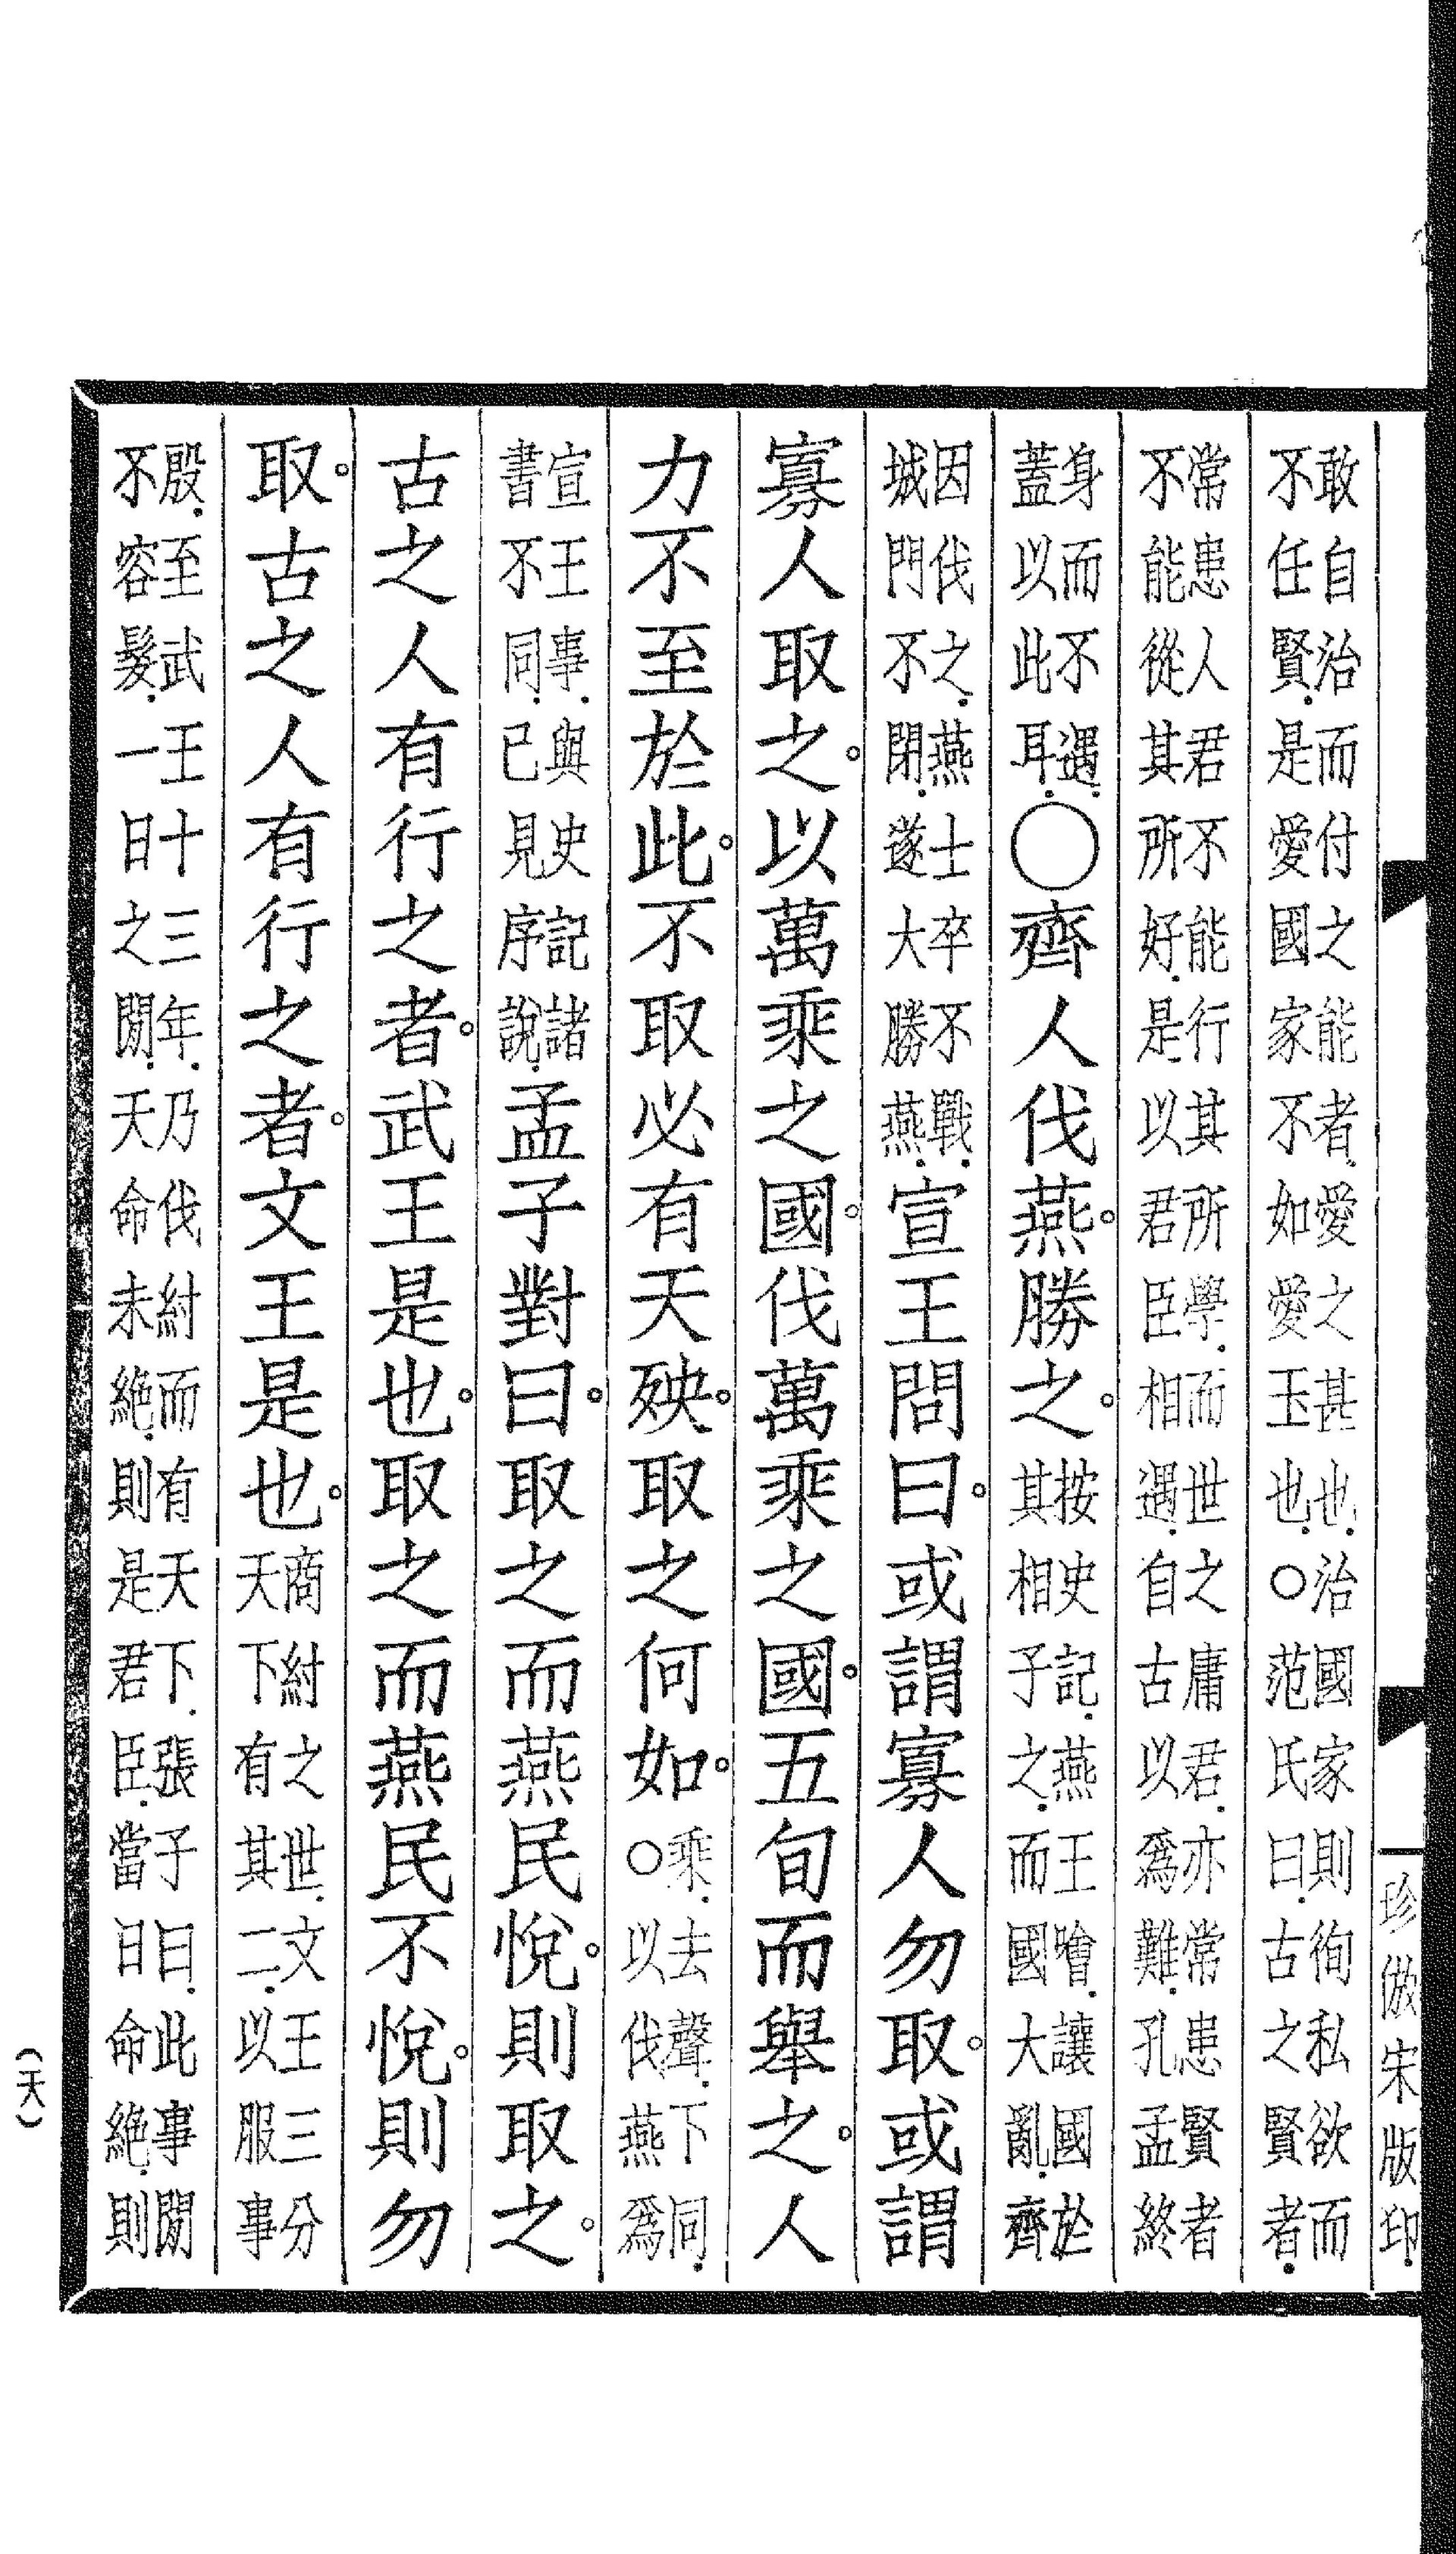 珍倣宋版印
敢自治而付之能者愛之甚也治國家則徇私欲而
不任賢是愛國家不如愛玉也○范氏曰古之賢者
常患人君不能行其所學而世之庸君亦常患賢者
不能從其所好是以君臣相遇自古以為難孔孟終
身而不遇
蓋以此耳
○齊人伐燕。勝之。
按史記燕王噲讓國於
其相子之而國大亂齊
因伐之燕士卒不戰
城門不閉遂大勝燕
宣王問曰。或謂寡人勿取。或謂
寡人取之。以萬乘之國。伐萬乘之國。五旬而舉之。人
力不至於此。不取必有天殃。取之何如。
乘去聲下同
○以伐燕為
宣王事與史記諸
書不同已見序說
孟子對曰。取之而燕民悅。則取之。
古之人有行之者。武王是也。取之而燕民不悅。則勿
取。古之人有行之者。文王是也。
商紂之世文王三分
天下有其二以服事
殷至武王十三年乃伐紂而有天下張子曰此事閒
不容髮一日之閒天命未絕則是君臣當日命絕則
(天)